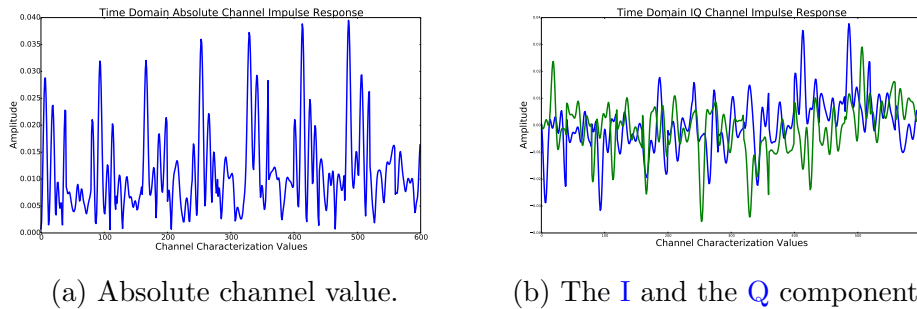 Time Domain Absolute Channel Impulse Response
0.040
0.035
0.030
0.025
0.020
0.015
0.010
0.005
0.000
Amplitude
0 100 200 300 400 500 600
Channel Characterization Values
(a) Absolute channel value.
Time Domain IQ Channel Impulse Response
Amplitude
Channel Characterization Values
(b) The I and the Q component